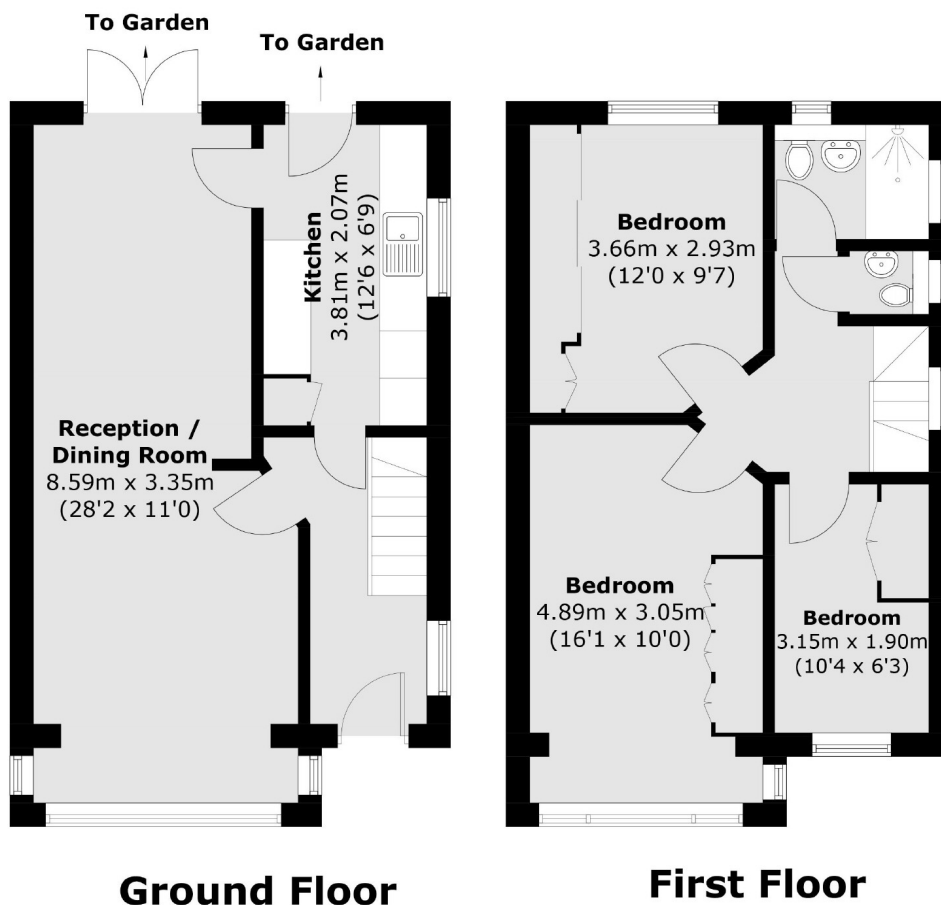 To Garden
To Garden
Kitchen
3.81m x 2.07m
(12'6 x 6'9)
Reception /
Dining Room
8.59m x 3.35m
(28'2 x 11'0)
Bedroom
3.66m x 2.93m
(12'0 x 9'7)
Bedroom
4.89m x 3.05m
(16'1 x 10'0)
Bedroom
3.15m x 1.90m
(10'4 x 6'3)
Ground Floor
First Floor